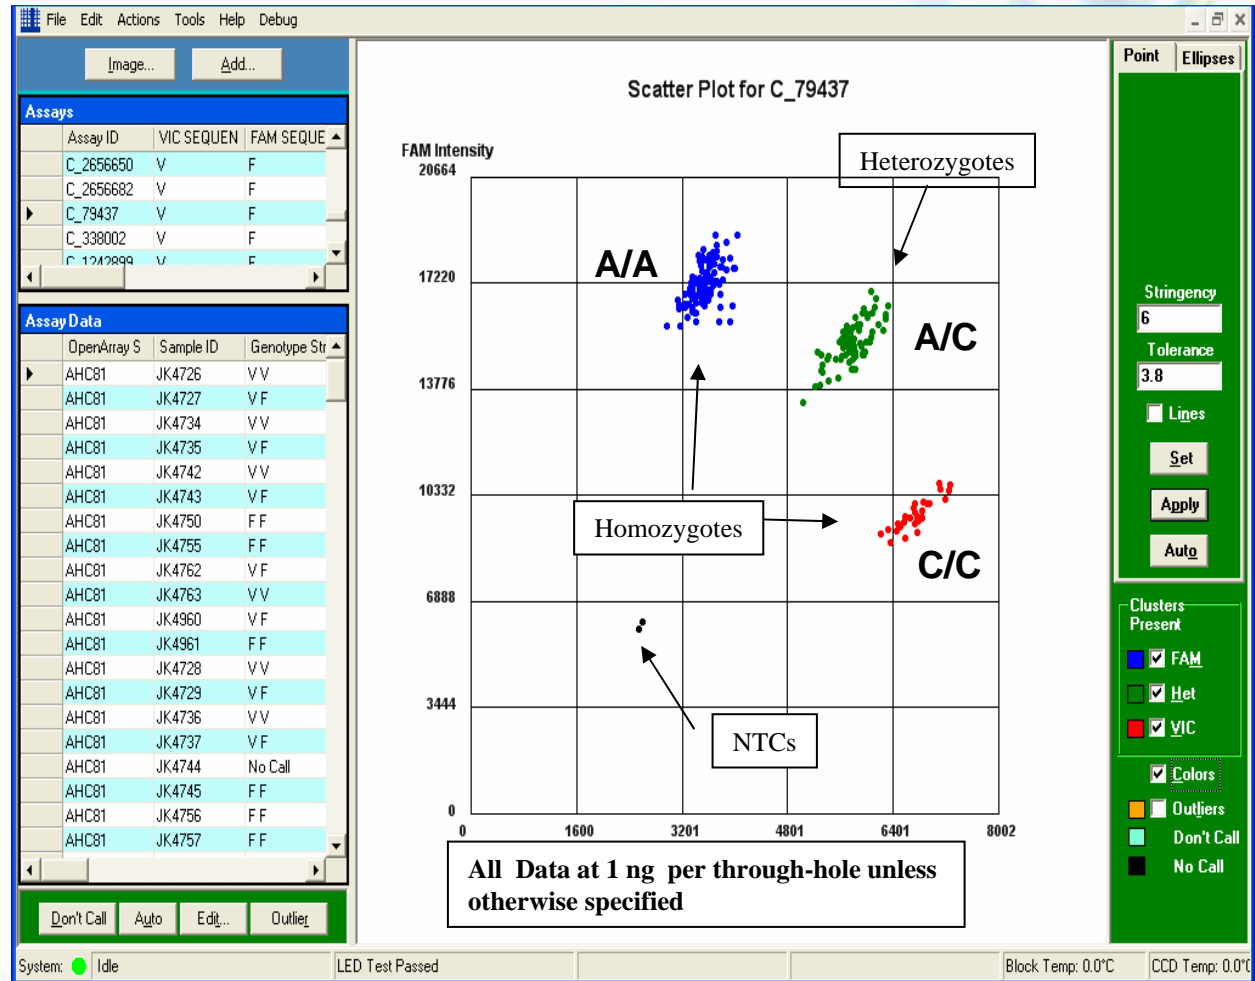 File Edit Actions Tools Help Debug
Image... Add...
Assays
Assay ID VIC SEQUEN FAM SEQUE
C_2656650 V F
C_2656682 V F
C_79437 V F
C_338002 V F
C_1242899 V F
Assay Data
OpenArray S Sample ID Genotype Str
AHC81 JK4726 V V
AHC81 JK4727 V F
AHC81 JK4734 V V
AHC81 JK4735 V F
AHC81 JK4742 V V
AHC81 JK4743 V F
AHC81 JK4750 F F
AHC81 JK4755 F F
AHC81 JK4762 V F
AHC81 JK4763 V V
AHC81 JK4960 V F
AHC81 JK4961 F F
AHC81 JK4728 V V
AHC81 JK4729 V F
AHC81 JK4736 V V
AHC81 JK4737 V F
AHC81 JK4744 No Call
AHC81 JK4745 F F
AHC81 JK4756 F F
AHC81 JK4757 F F
Don't Call Auto Edit... Outlier
Scatter Plot for C_79437
FAM Intensity
20664
17220
13776
10332
6888
3444
0
0 1600 3201 4801 6401 8002
Heterozygotes
A/A
A/C
Homozygotes
C/C
NTCs
All Data at 1 ng per through-hole unless
otherwise specified
Point Ellipses
Stringency
6
Tolerance
3.8
Lines
Set
Apply
Auto
Clusters
Present
FAM
Het
VIC
Colors
Outliers
Don't Call
No Call
System: Idle LED Test Passed Block Temp: 0.0°C CCD Temp: 0.0°C